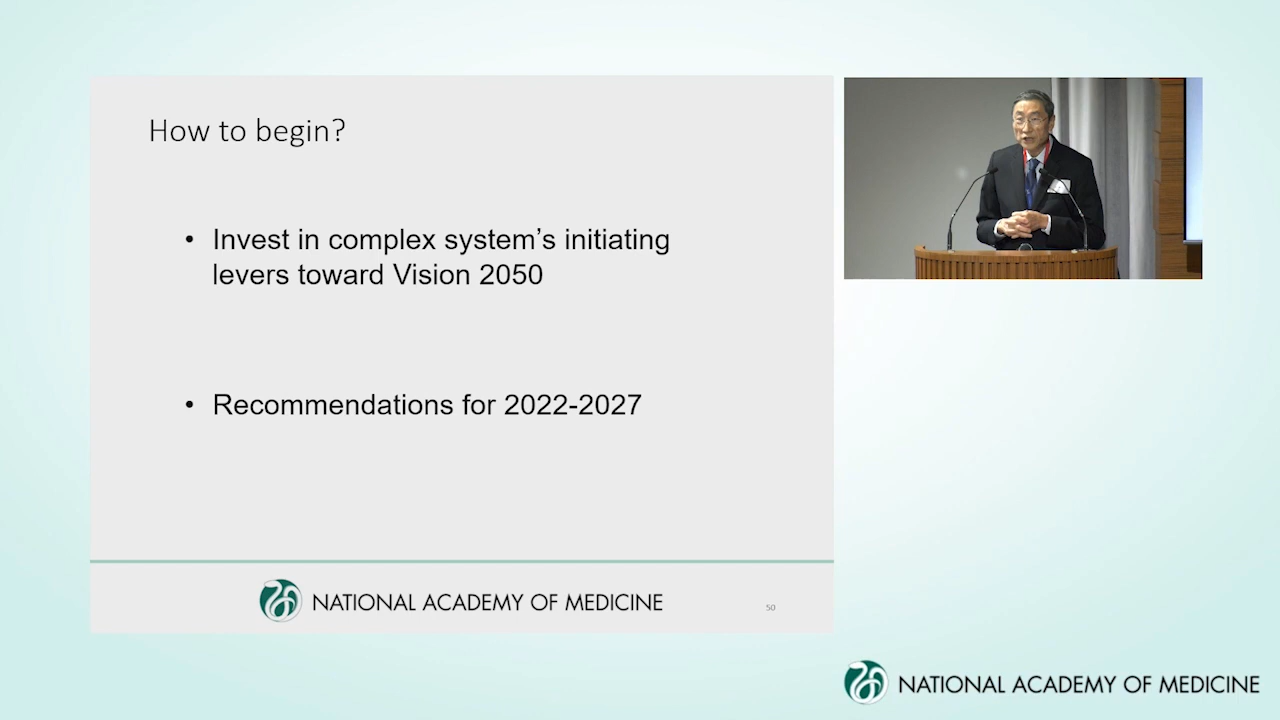 How to begin?
• Invest in complex system’s initiating
levers toward Vision 2050
• Recommendations for 2022-2027
NATIONAL ACADEMY OF MEDICINE
50
NATIONAL ACADEMY OF MEDICINE